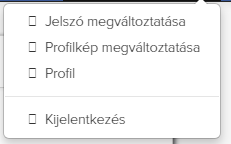 Jelszó megváltoztatása
Profilkép megváltoztatása
Profil
Kijelentkezés